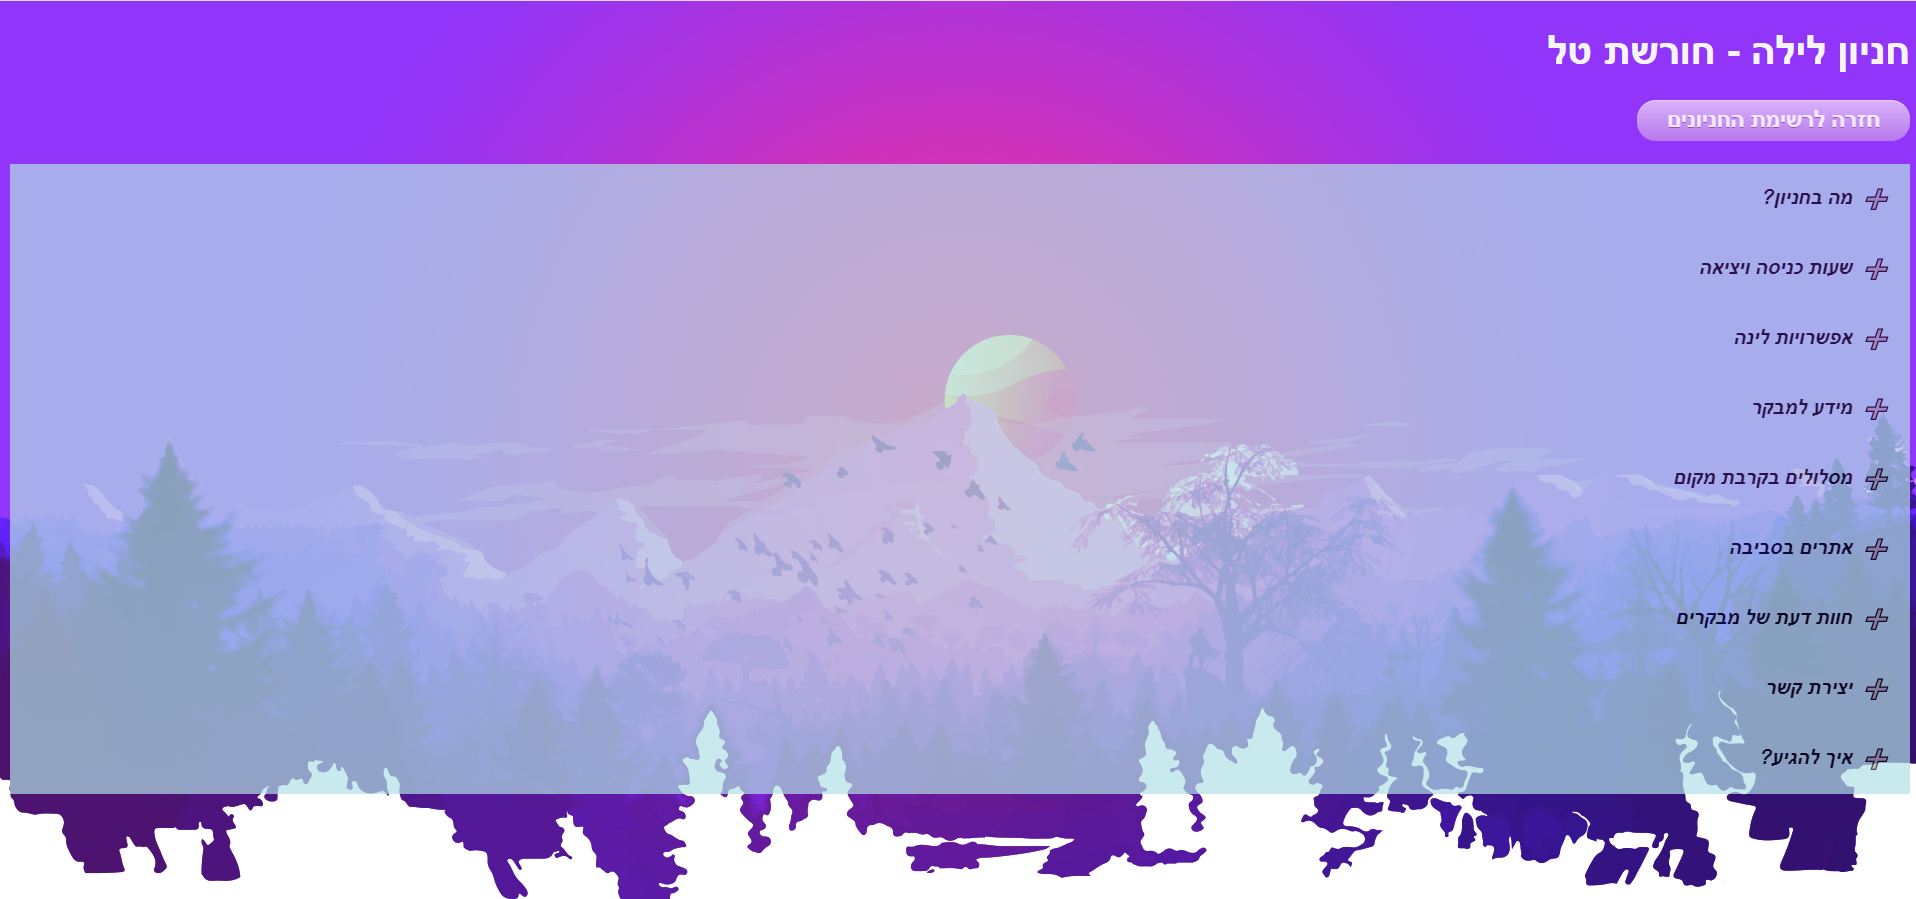 חניון לילה - חורשת טל
חזרה לרשימת החניונים
מה בחניון?
שעות כניסה ויציאה
אפשרויות לינה
מידע למבקר
מסלולים בקרבת מקום
אתרים בסביבה
חוות דעת של מבקרים
יצירת קשר
איך להגיע?